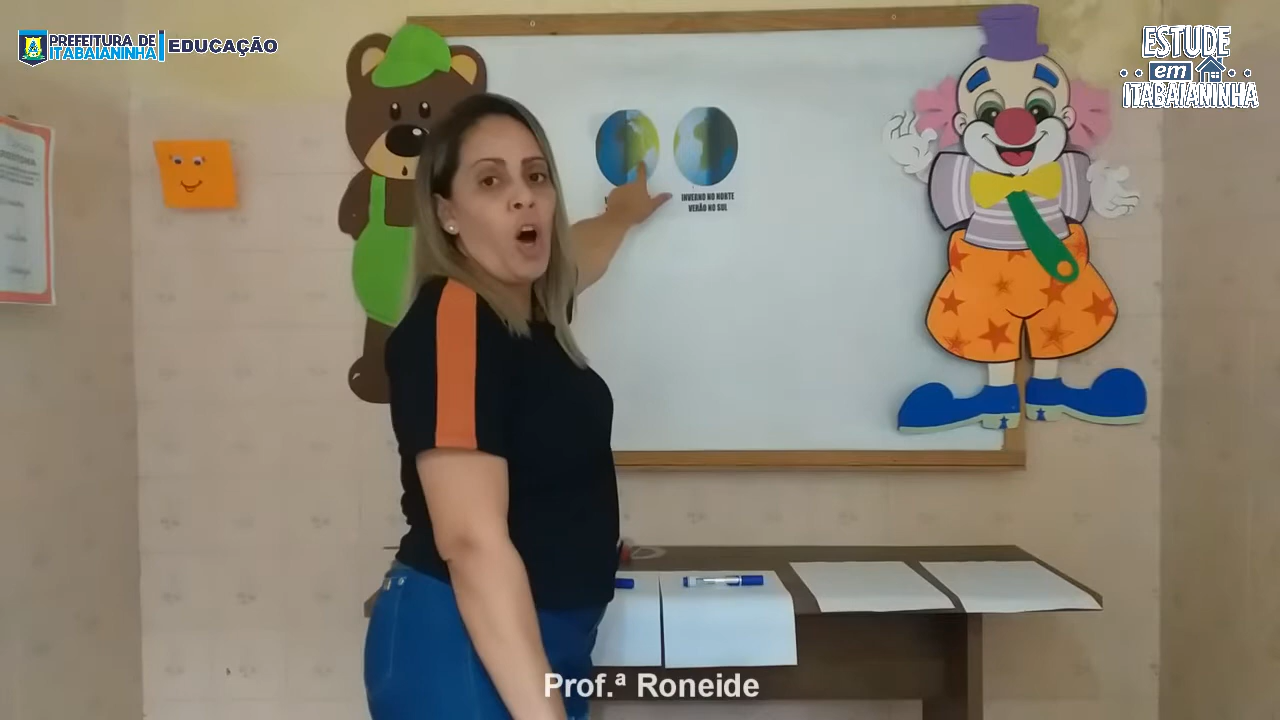 PREFEITURA DE
ITABAIANINHA
EDUCAÇÃO
ESTUDE
em
ITABAIANINHA
INVERNO NO NORTE
VERÃO NO SUL
Prof.ª Roneide